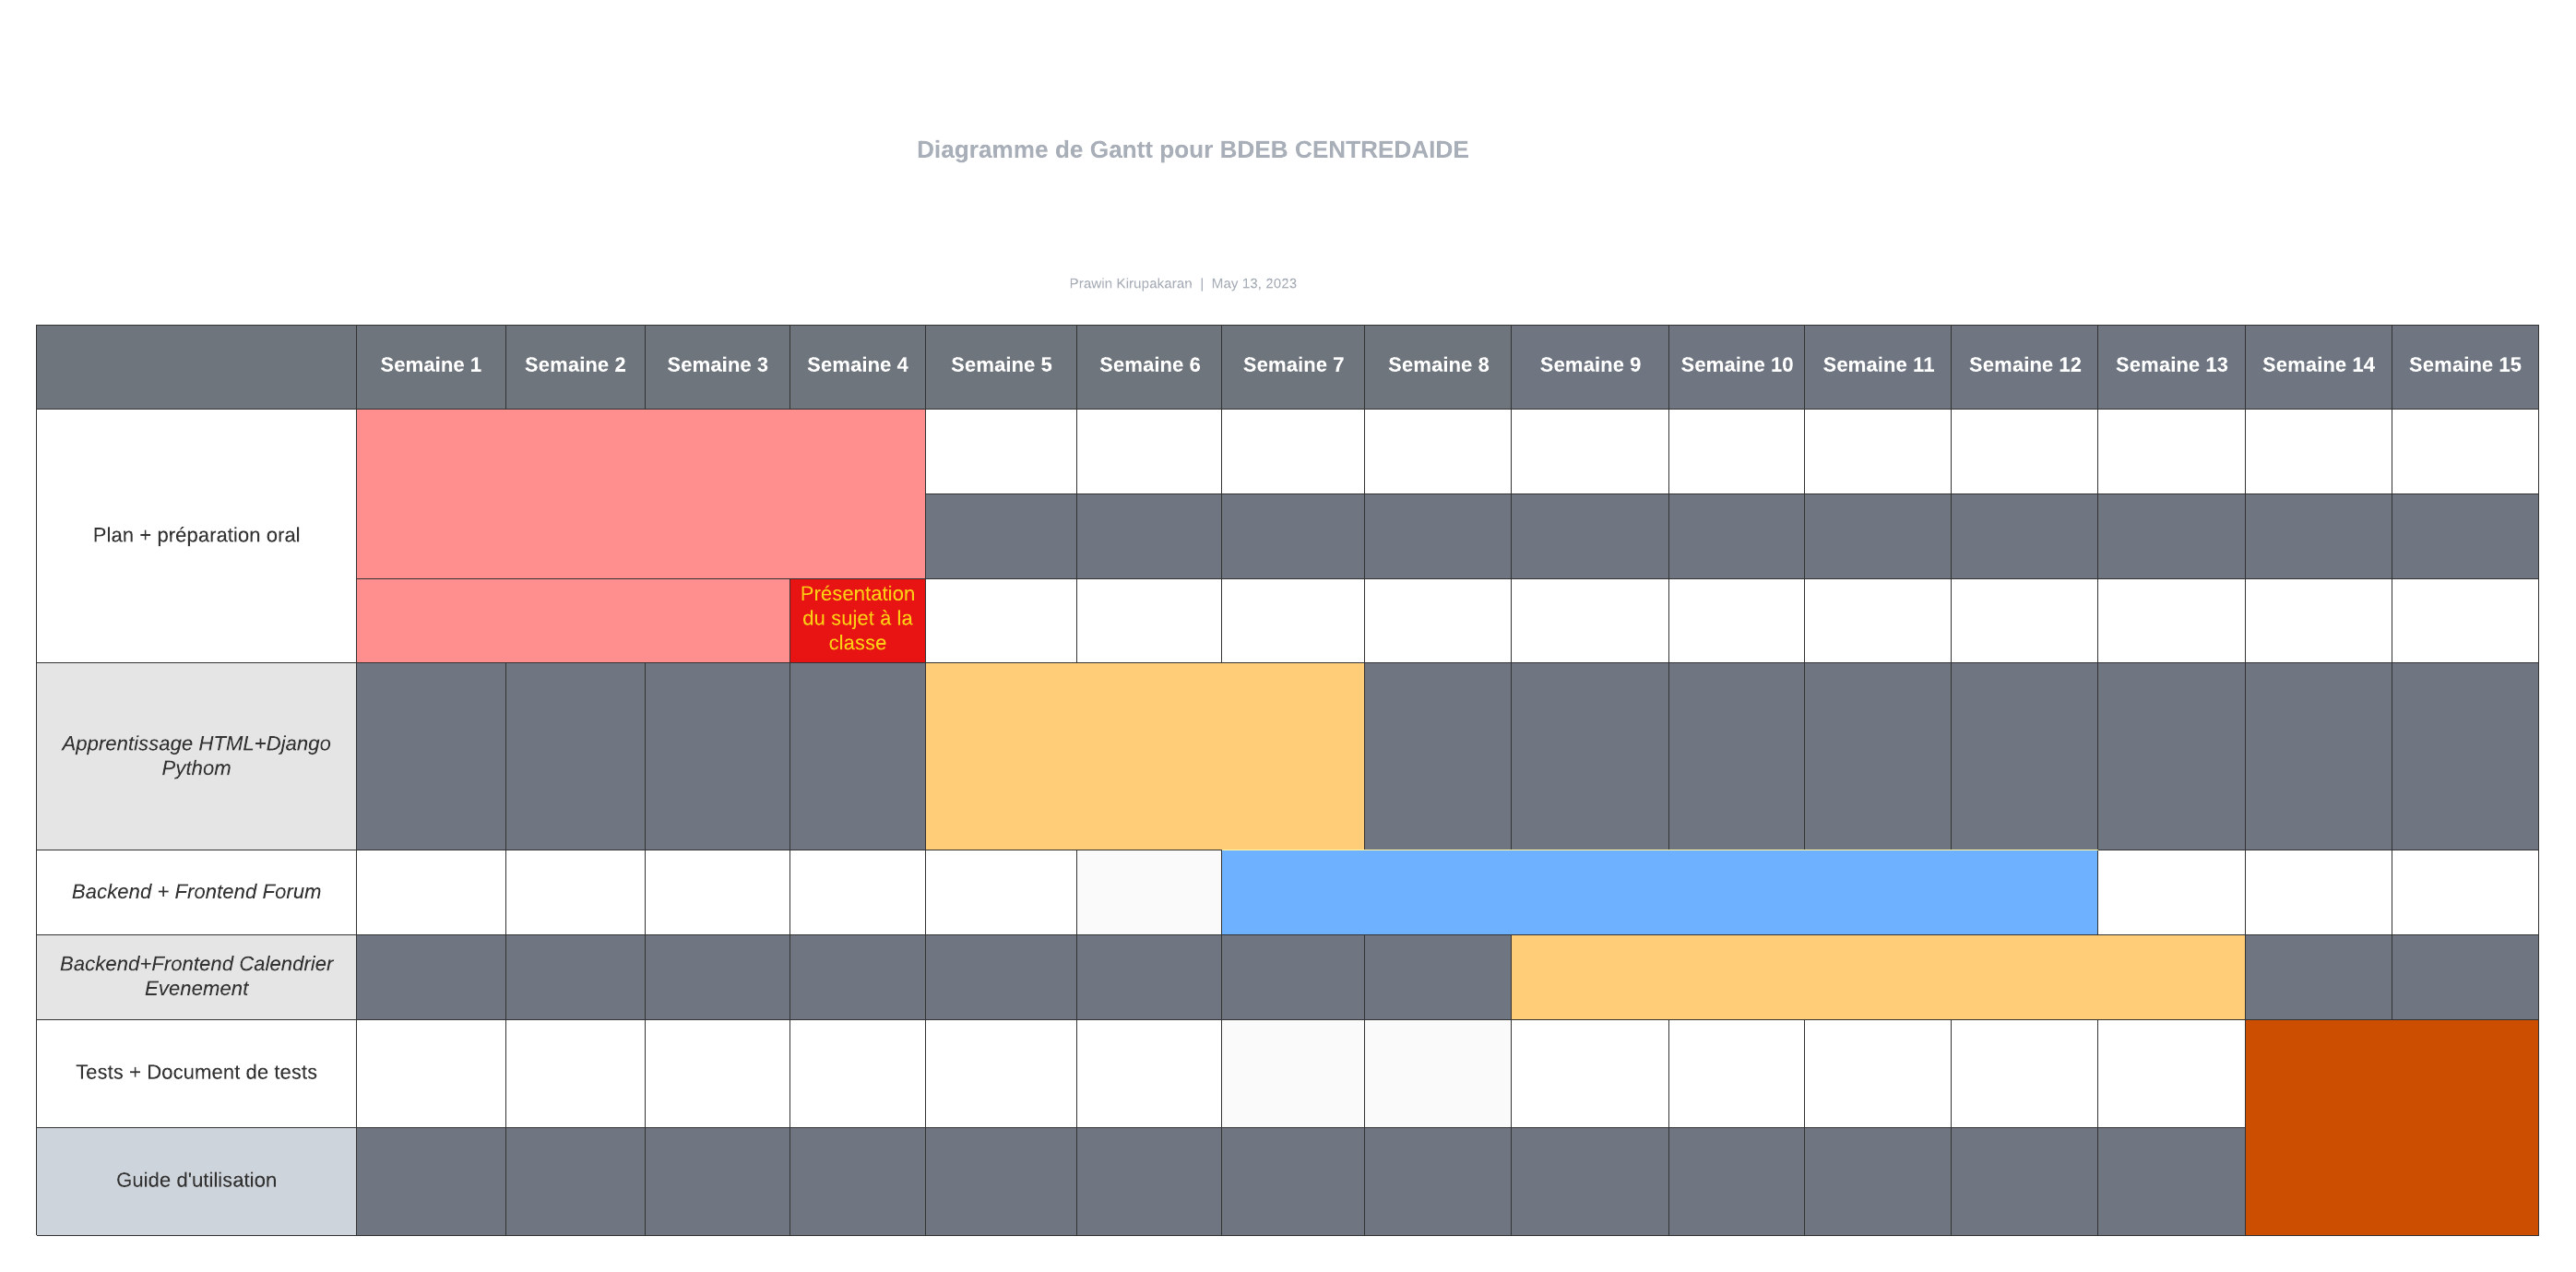 Diagramme de Gantt pour BDEB CENTREDAIDE
Prawin Kirupakaran | May 13, 2023
Semaine 1 Semaine 2 Semaine 3 Semaine 4 Semaine 5 Semaine 6 Semaine 7 Semaine 8 Semaine 9 Semaine 10 Semaine 11 Semaine 12 Semaine 13 Semaine 14 Semaine 15
Plan + préparation oral
Présentation
du sujet à la
classe
Apprentissage HTML+Django
Pythom
Backend + Frontend Forum
Backend+Frontend Calendrier
Evenement
Tests + Document de tests
Guide d'utilisation